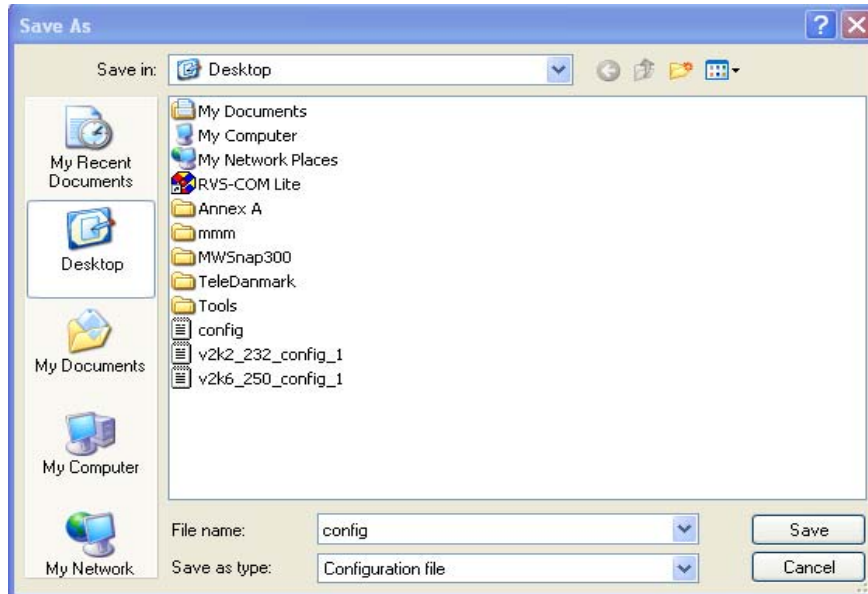 Save As
Save in:
Desktop
My Recent
Documents
Desktop
My Documents
My Computer
My Network
My Documents
My Computer
My Network Places
RVS-COM Lite
Annex A
mmm
MWSnap300
TeleDanmark
Tools
config
v2k2_232_config_1
v2k6_250_config_1
File name:
config
Save
Save as type:
Configuration file
Cancel